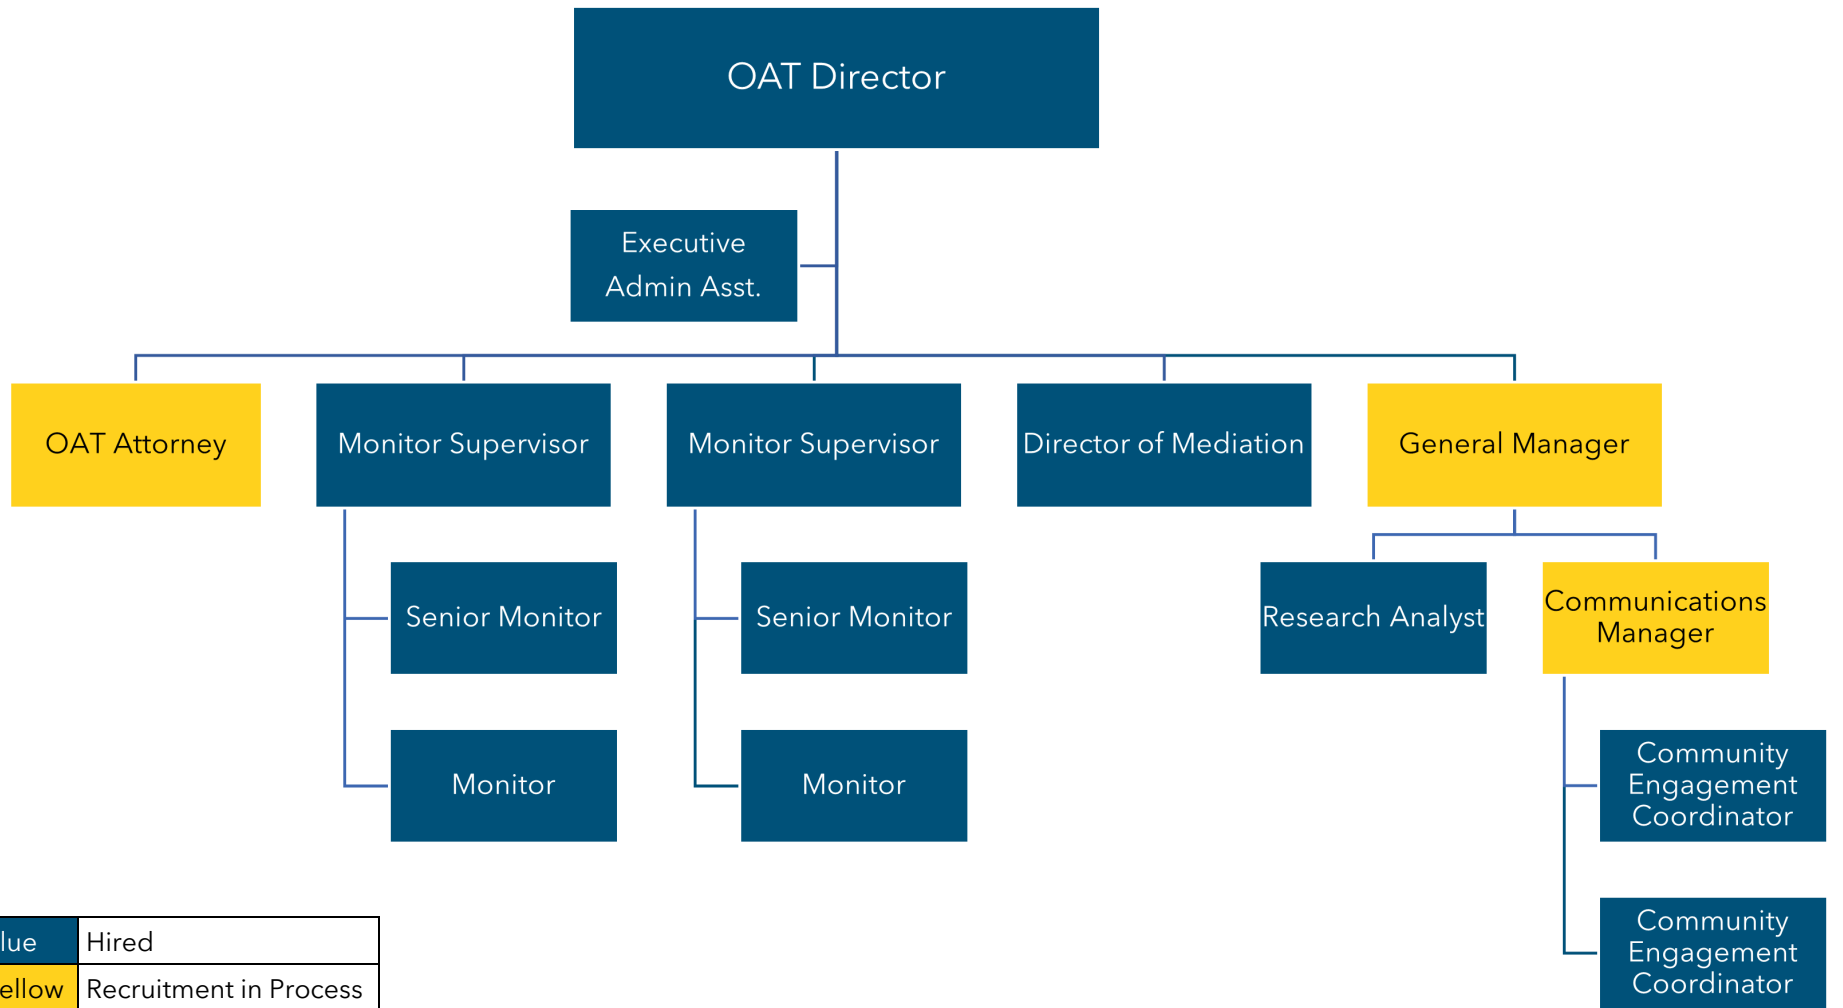 OAT Director
Executive
Admin Asst.
OAT Attorney
Monitor Supervisor
Monitor Supervisor
Director of Mediation
General Manager
Senior Monitor
Senior Monitor
Research Analyst
Communications
Manager
Monitor
Monitor
Community
Engagement
Coordinator
Community
Engagement
Coordinator
lue Hired
ellow Recruitment in Process